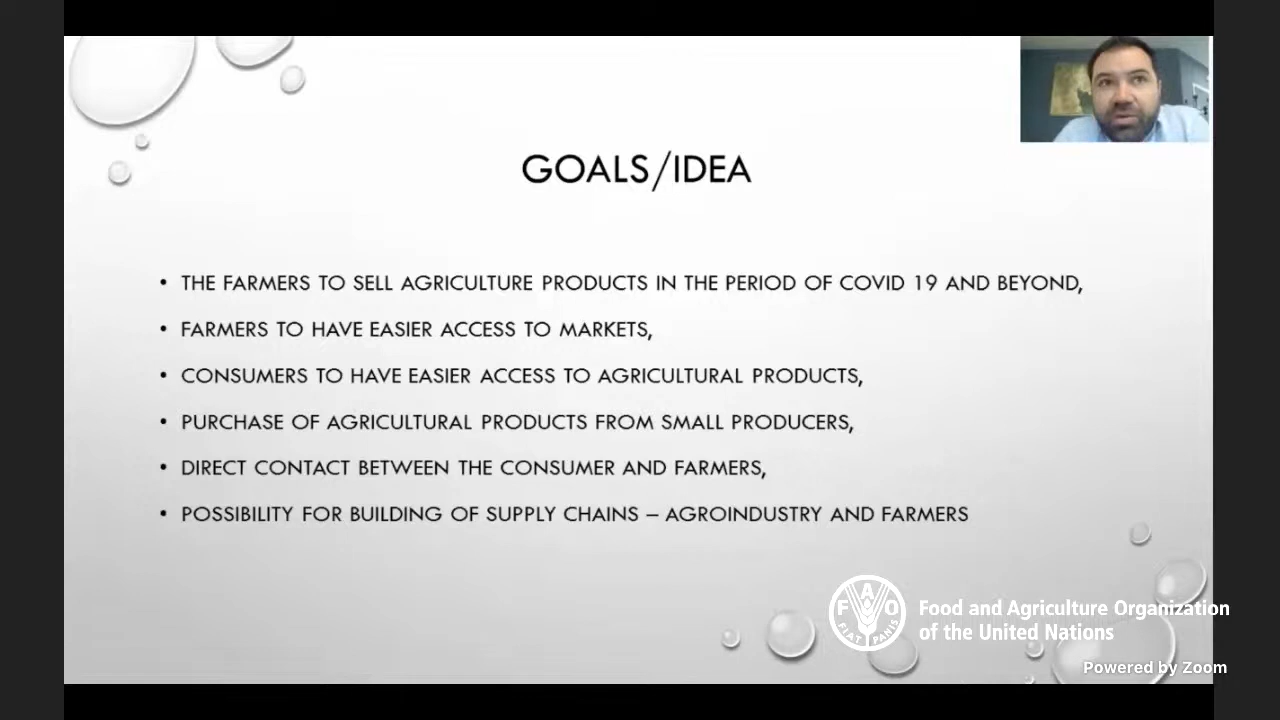 GOALS/IDEA
• THE FARMERS TO SELL AGRICULTURE PRODUCTS IN THE PERIOD OF COVID 19 AND BEYOND,
• FARMERS TO HAVE EASIER ACCESS TO MARKETS,
• CONSUMERS TO HAVE EASIER ACCESS TO AGRICULTURAL PRODUCTS,
• PURCHASE OF AGRICULTURAL PRODUCTS FROM SMALL PRODUCERS,
• DIRECT CONTACT BETWEEN THE CONSUMER AND FARMERS,
• POSSIBILITY FOR BUILDING OF SUPPLY CHAINS – AGROINDUSTRY AND FARMERS
FAO
FIAT PANIS
Food and Agriculture Organization
of the United Nations
Powered by Zoom